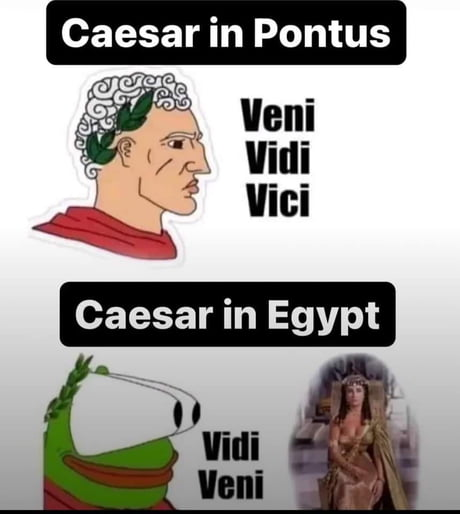 Caesar in Pontus
Veni
Vidi
Vici
Caesar in Egypt
Vidi
Veni